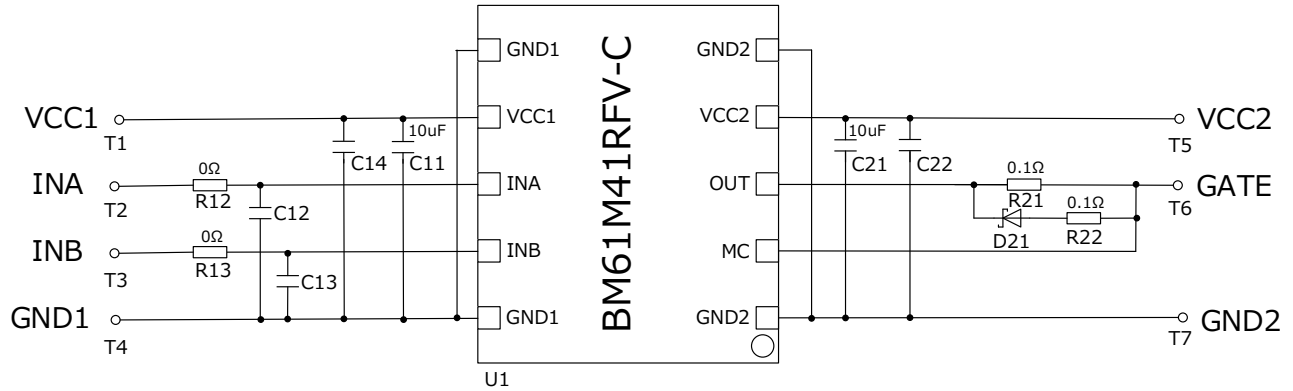 GND1
GND2
VCC1
T1
VCC1
10uF
C14
C11
VCC2
10uF
C21
C22
VCC2
T5
INA
T2
0Ω
R12
C12
INA
OUT
0.1Ω
R21
GATE
T6
0.1Ω
D21
R22
INB
T3
0Ω
R13
C13
INB
MC
GND1
T4
GND1
GND2
GND2
T7
BM61M41RFV-C
U1